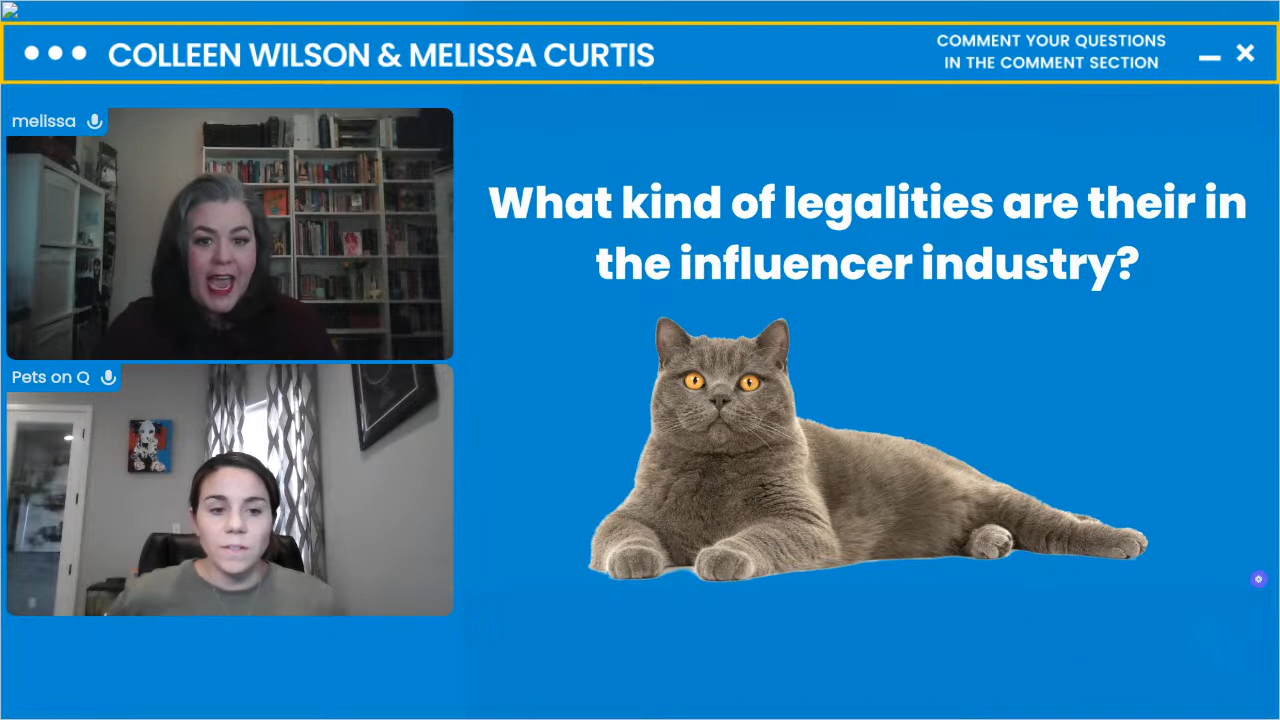 COLLEEN WILSON & MELISSA CURTIS
COMMENT YOUR QUESTIONS
IN THE COMMENT SECTION
melissa
Pets on Q
What kind of legalities are their in
the influencer industry?